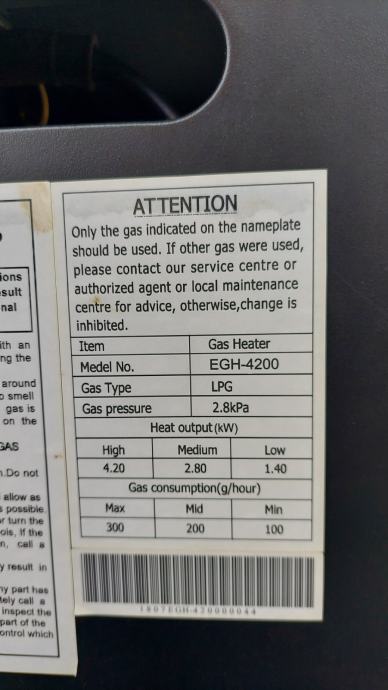 ATTENTION
Only the gas indicated on the nameplate
should be used. If other gas were used,
please contact our service centre or
authorized agent or local maintenance
centre for advice, otherwise,change is
inhibited.
Item Gas Heater
Medel No. EGH-4200
Gas Type LPG
Gas pressure 2.8kPa
Heat output(kW)
High Medium Low
4.20 2.80 1.40
Gas consumption(g/hour)
Max Mid Min
300 200 100
ions
sult
nal
ith an
ng the
around
smell
gas is
on the
GAS
.Do not
allow as
possible.
r turn the
ois, If the
n, call a
y result in
ny part has
tely call a
inspect the
part of the
ontrol which